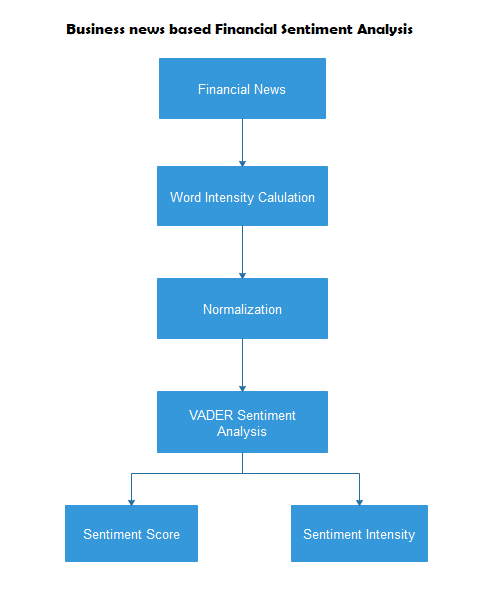 Business news based Financial Sentiment Analysis
Financial News
Word Intensity Calulation
Normalization
VADER Sentiment
Analysis
Sentiment Score
Sentiment Intensity